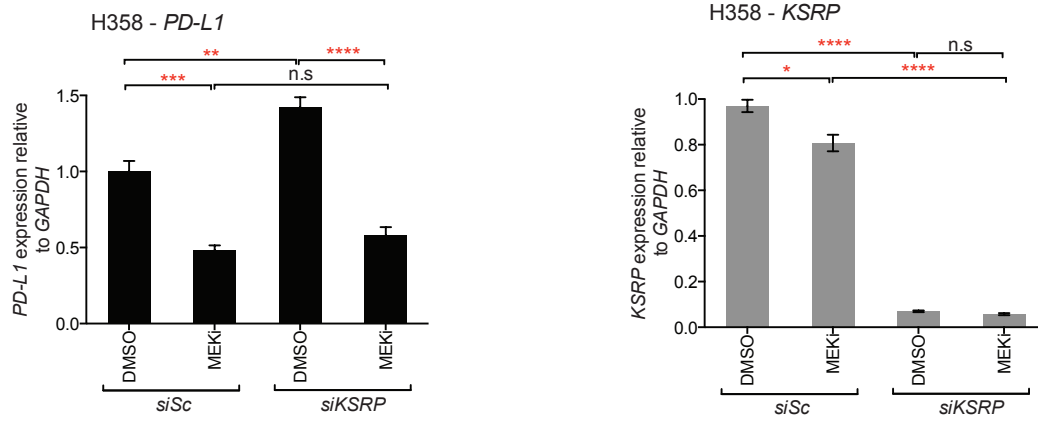 H358 - PD-L1
** ****
*** n.s
1.5
1.0
0.5
0.0
PD-L1 expression relative
to GAPDH
DMSO
MEKi
DMSO
MEKi
siSc
siKSRP
H358 - KSRP
**** n.s
* ****
1.0
0.8
0.6
0.4
0.2
0.0
KSRP expression relative
to GAPDH
DMSO
MEKi
DMSO
MEKi
siSc
siKSRP